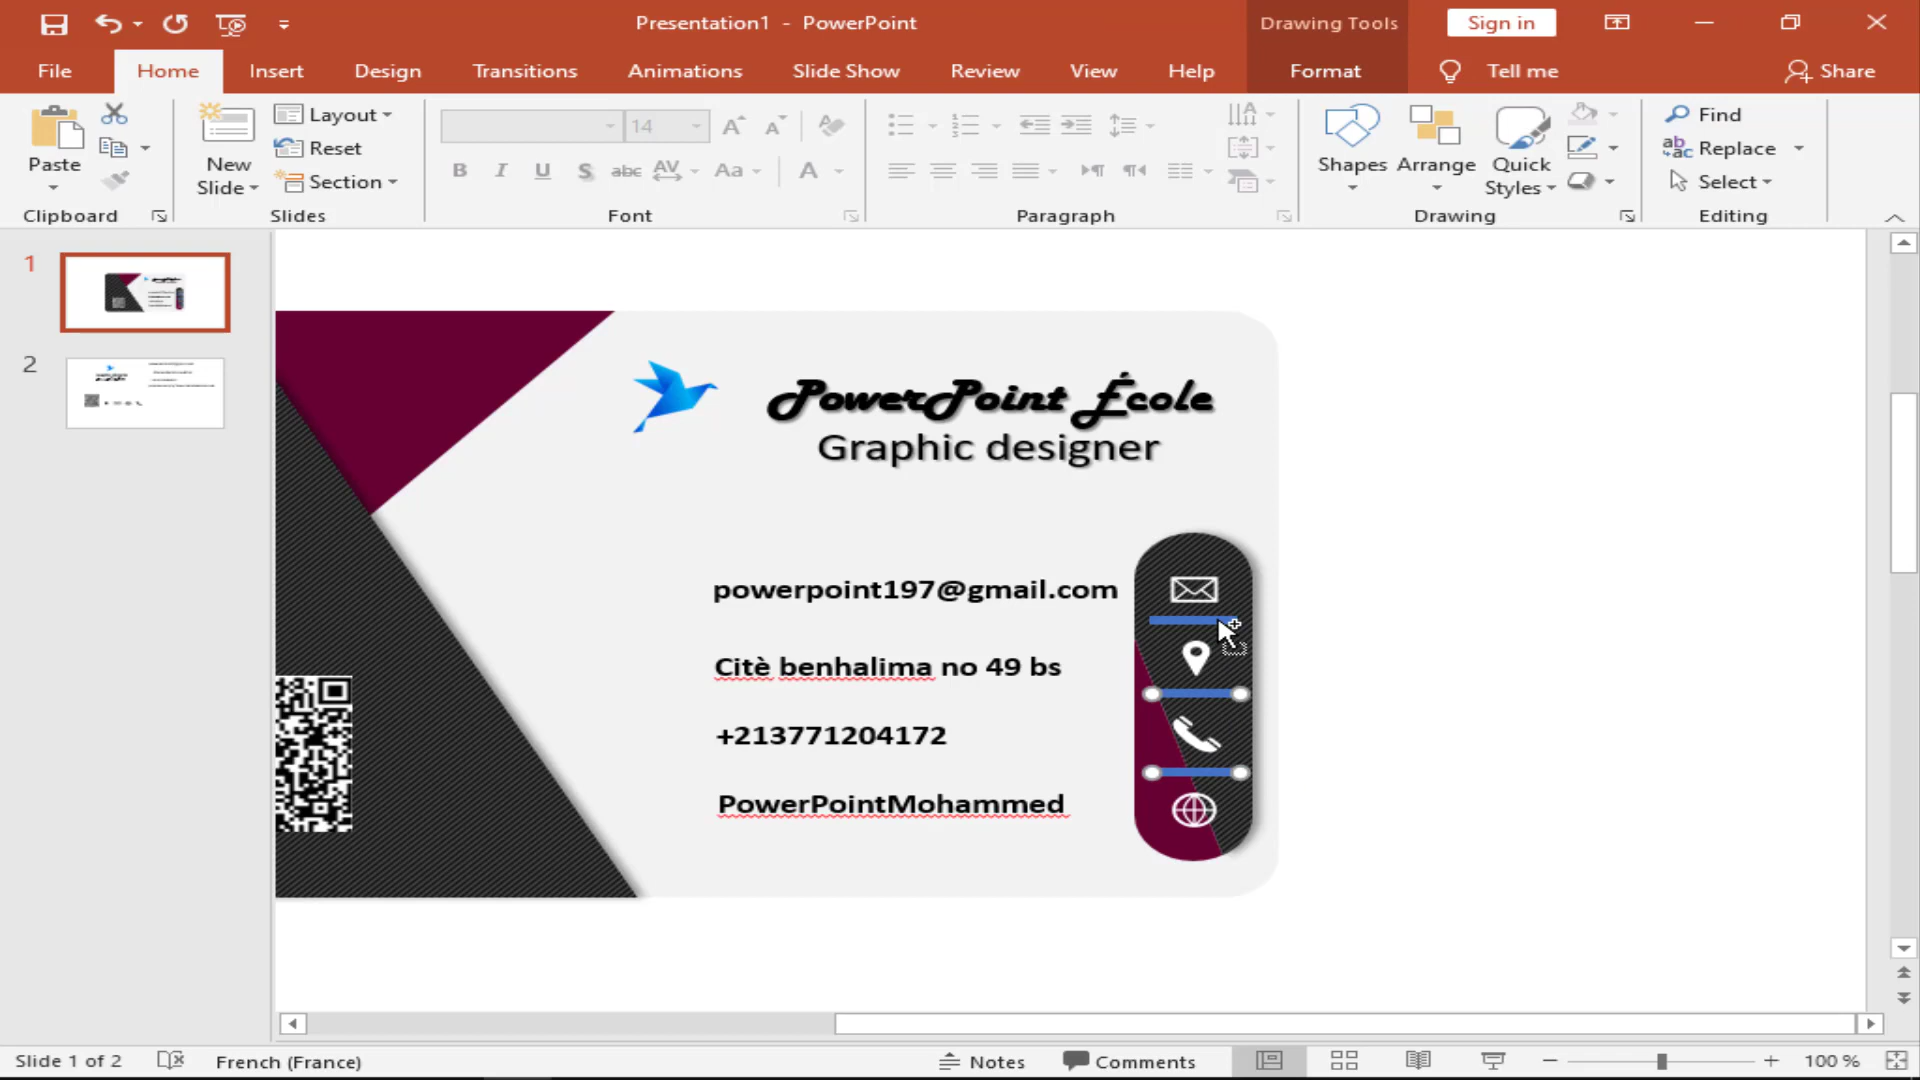 Presentation1 - PowerPoint
Drawing Tools
Sign in
File
Home
Insert
Design
Transitions
Animations
Slide Show
Review
View
Help
Format
Tell me
Share
Paste
Clipboard
New
Slide
Layout
Reset
Section
Slides
14
B I U S abc AV Aa A
Font
Paragraph
Shapes
Arrange
Quick
Styles
Drawing
Find
Replace
Select
Editing
1
2
PowerPoint École
Graphic designer
powerpoint197@gmail.com
Citè benhalima no 49 bs
+213771204172
PowerPointMohammed
Slide 1 of 2
French (France)
Notes
Comments
100 %